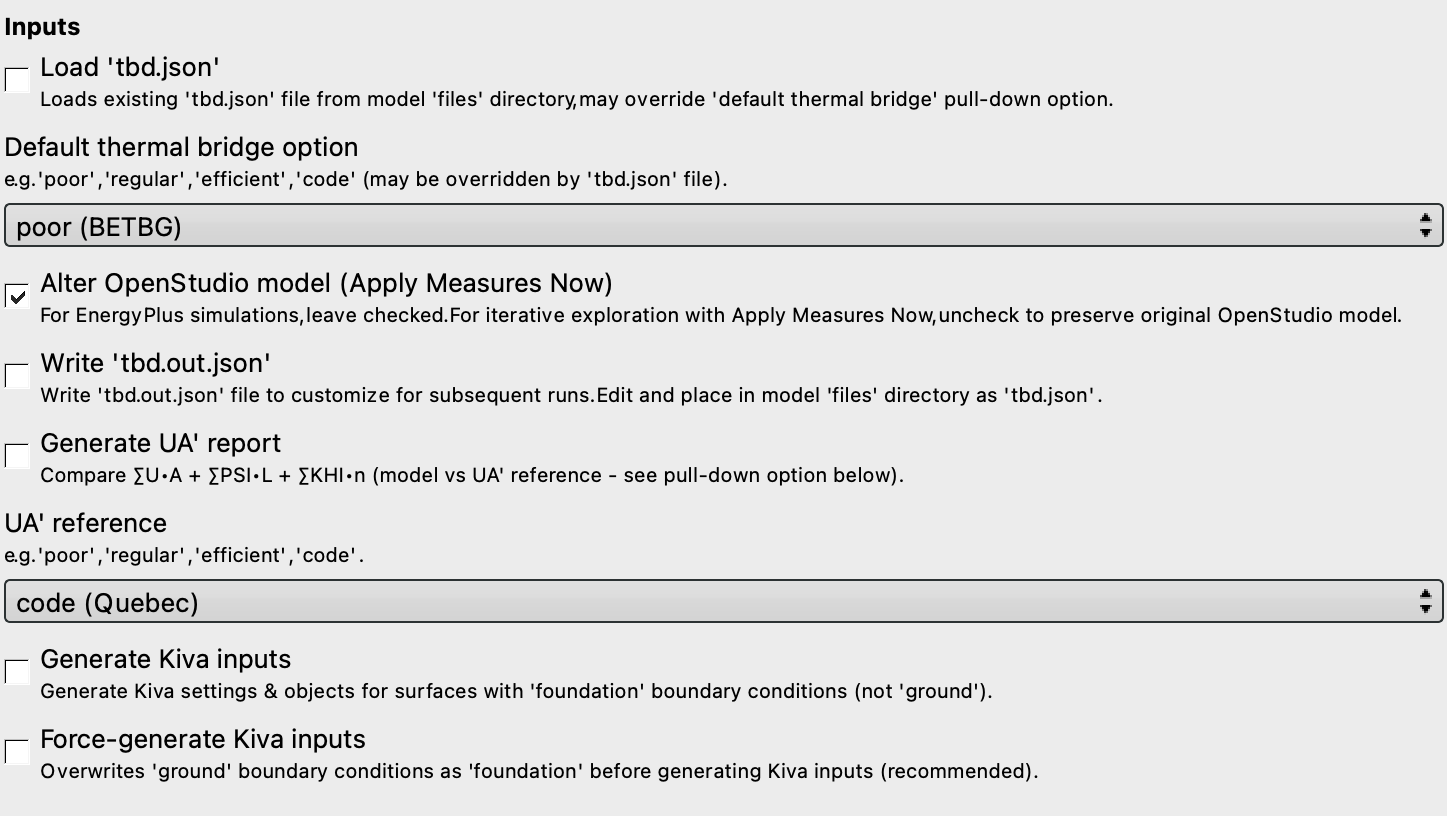 Inputs
Load 'tbd.json'
Loads existing 'tbd.json' file from model 'files' directory,may override 'default thermal bridge' pull-down option.
Default thermal bridge option
e.g.'poor','regular','efficient','code' (may be overridden by 'tbd.json' file).
poor (BETBG)
Alter OpenStudio model (Apply Measures Now)
For EnergyPlus simulations,leave checked.For iterative exploration with Apply Measures Now,uncheck to preserve original OpenStudio model.
Write 'tbd.out.json'
Write 'tbd.out.json' file to customize for subsequent runs.Edit and place in model 'files' directory as 'tbd.json'.
Generate UA' report
Compare ∑U•A + ∑PSI•L + ∑KHI•n (model vs UA' reference - see pull-down option below).
UA' reference
e.g.'poor','regular','efficient','code'.
code (Quebec)
Generate Kiva inputs
Generate Kiva settings & objects for surfaces with 'foundation' boundary conditions (not 'ground').
Force-generate Kiva inputs
Overwrites 'ground' boundary conditions as 'foundation' before generating Kiva inputs (recommended).